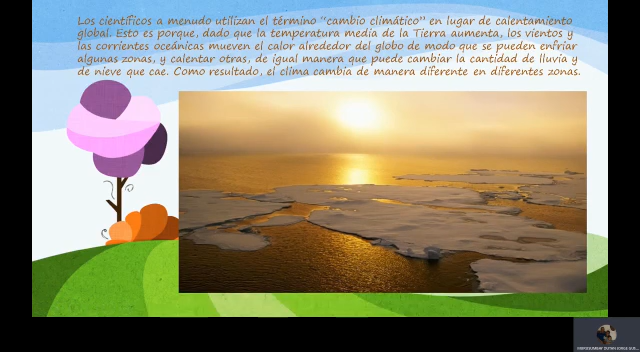 Los científicos a menudo utilizan el término "cambio climático" en lugar de calentamiento
global. Esto es porque, dado que la temperatura media de la Tierra aumenta, los vientos y
las corrientes oceánicas mueven el calor alrededor del globo de modo que se pueden enfriar
algunas zonas, y calentar otras, de igual manera que puede cambiar la cantidad de lluvia y
de nieve que cae. Como resultado, el clima cambia de manera diferente en diferentes zonas.